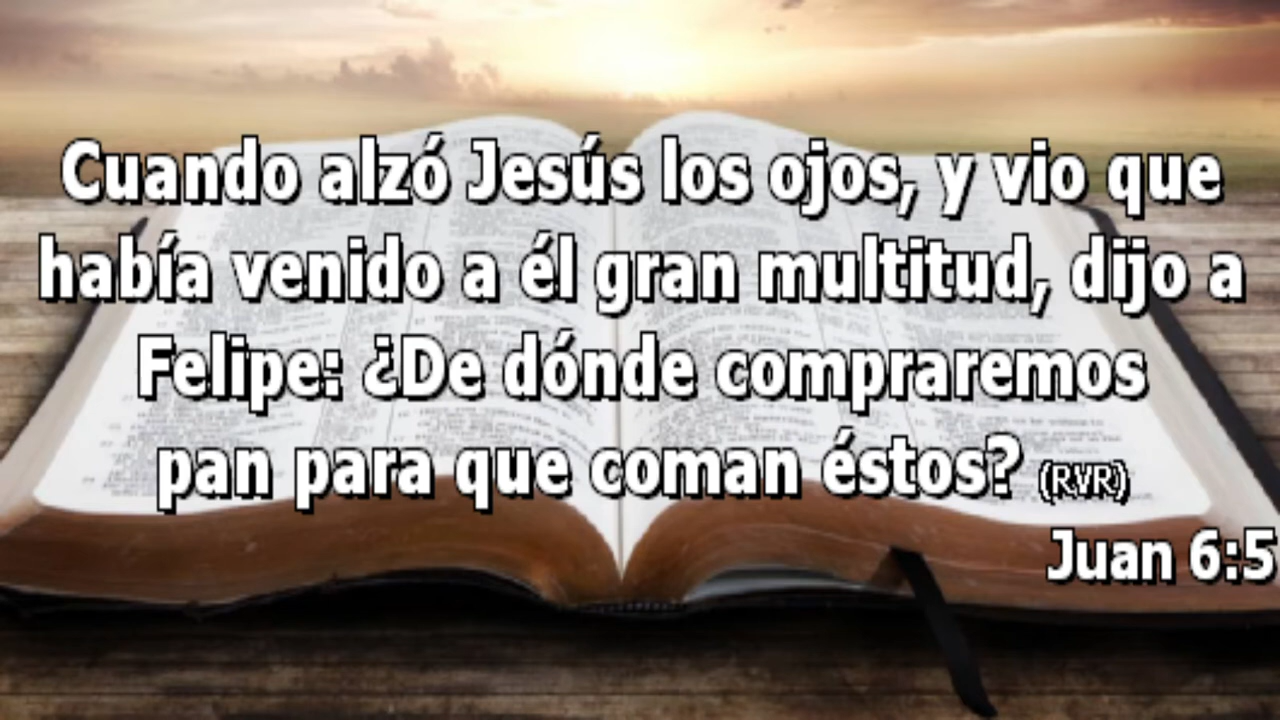 Cuando alzó Jesús los ojos, y vio que
había venido a él gran multitud, dijo a
Felipe: ¿De dónde compraremos
pan para que coman éstos? (RVR)
Juan 6:5